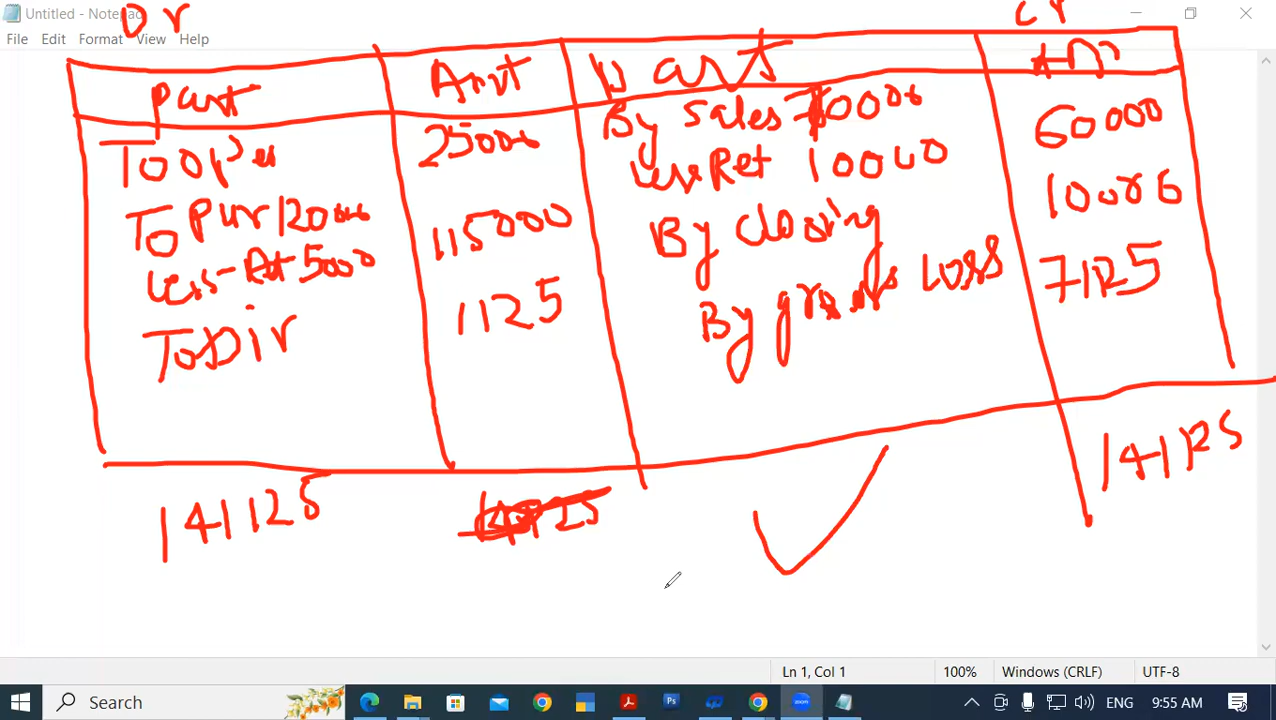 Untitled - Notepad
Dr Cr
File Edit Format View Help
Part Amt Part Am
To Open 25000 By Sales 70000 60000
Less Ret 10000
To Pur 120000 115000 By closing 10000
Less Ret 5000
To Dir 1125 By gross Loss 7125
141125 141125
Ln 1, Col 1 100% Windows (CRLF) UTF-8
Search ENG 9:55 AM